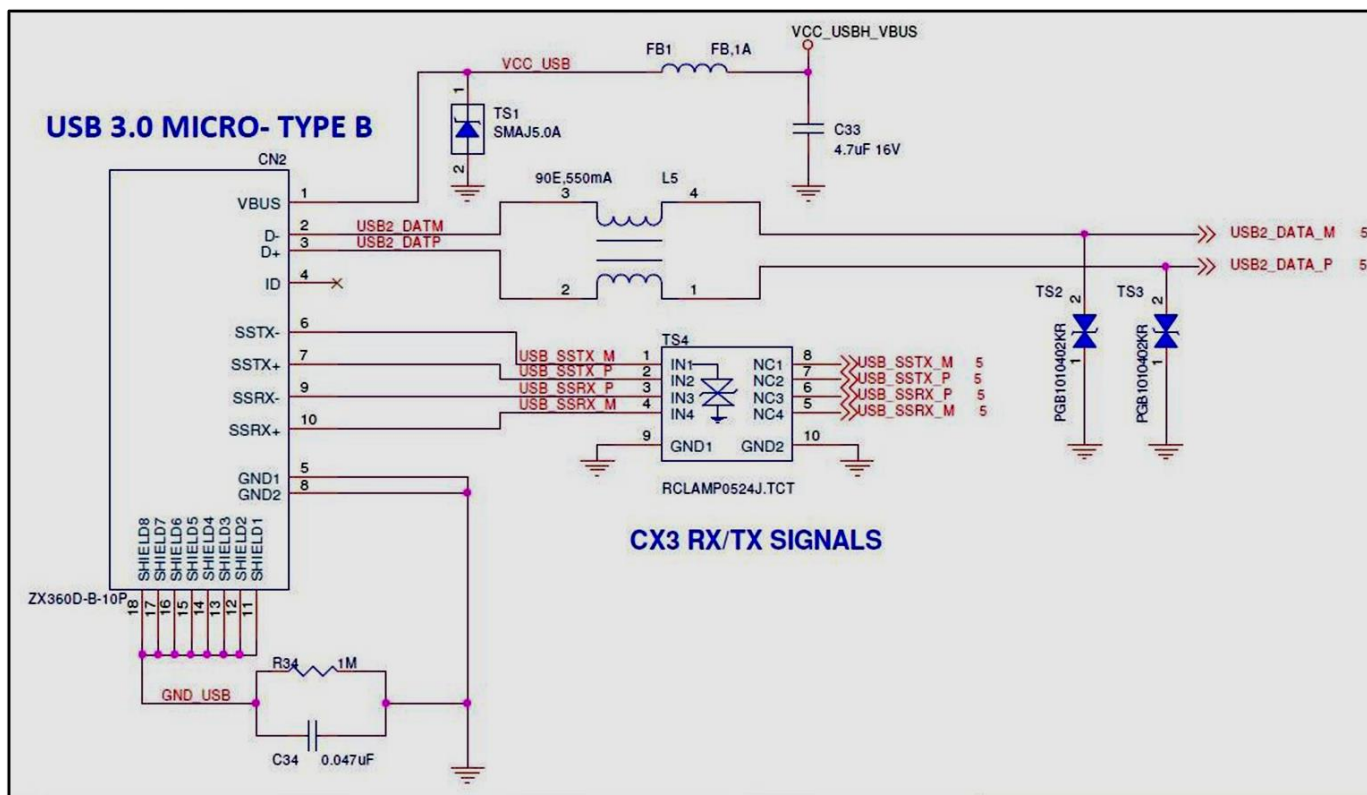 VCC_USBH_VBUS
FB1 FB,1A
VCC_USB
1
TS1
SMAJ5.0A
2
C33
4.7uF 16V
USB 3.0 MICRO- TYPE B
CN2
90E,550mA L5
3 4
VBUS 1
D- 2 USB2_DATM
D+ 3 USB2_DATP
ID 4
2 1
USB2_DATA_M 5
USB2_DATA_P 5
TS2 2 1 PGB1010402KR
TS3 2 1 PGB1010402KR
SSTX- 6
SSTX+ 7
SSRX- 9
SSRX+ 10
TS4
USB_SSTX_M 1 IN1 NC1 8 USB_SSTX_M 5
USB_SSTX_P 2 IN2 NC2 7 USB_SSTX_P 5
USB_SSRX_P 3 IN3 NC3 6 USB_SSRX_P 5
USB_SSRX_M 4 IN4 NC4 5 USB_SSRX_M 5
9 GND1 GND2 10
RCLAMP0524J.TCT
CX3 RX/TX SIGNALS
GND1 5
GND2 8
SHIELD8 SHIELD7 SHIELD6 SHIELD5 SHIELD4 SHIELD3 SHIELD2 SHIELD1
ZX360D-B-10P
18 17 16 15 14 13 12 11
R34 1M
GND_USB
C34 0.047uF